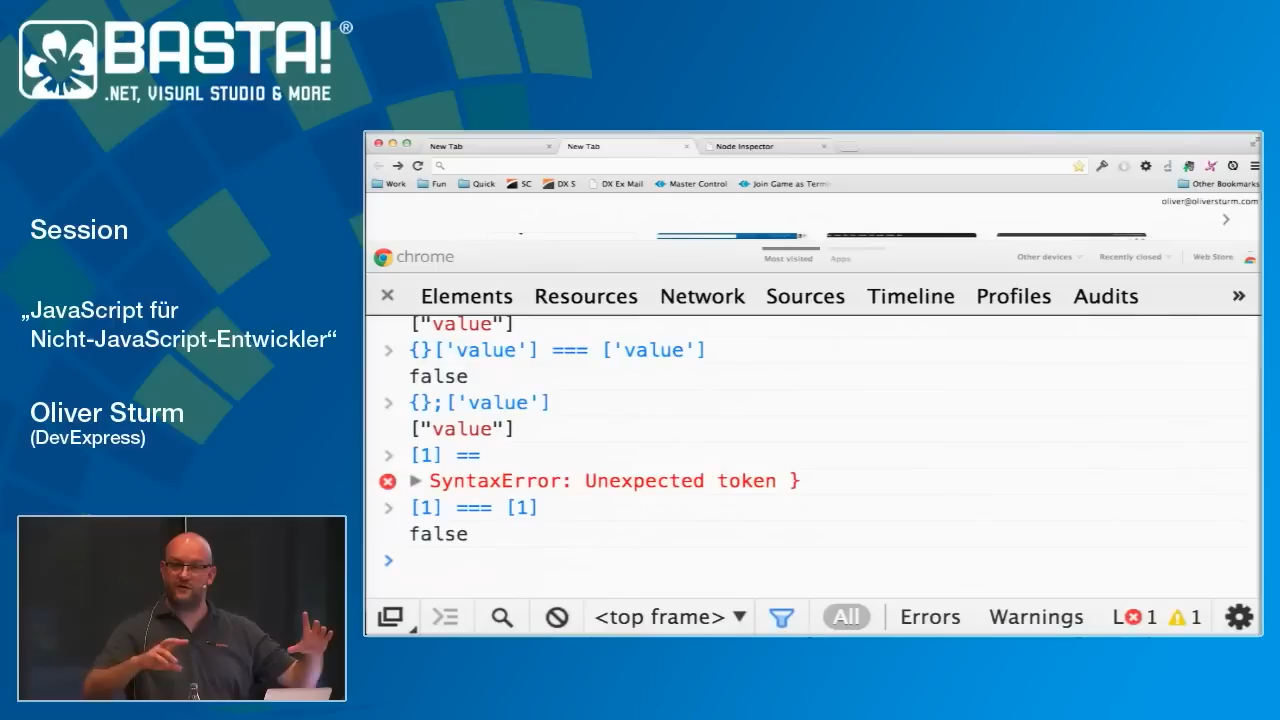 BASTA!®
.NET, VISUAL STUDIO & MORE
Session
„JavaScript für
Nicht-JavaScript-Entwickler“
Oliver Sturm
(DevExpress)
New Tab
New Tab
Node Inspector
Work Fun Quick SC DX S DX Ex Mail Master Control Join Game as Term Other Bookmarks
oliver@oliversturm.com
chrome Most visited Apps Other devices Recently closed Web Store
Elements Resources Network Sources Timeline Profiles Audits »
["value"]
> {}['value'] === ['value']
false
> {};['value']
["value"]
> [1] ==
SyntaxError: Unexpected token }
> [1] === [1]
false
>
<top frame> All Errors Warnings L 1 1